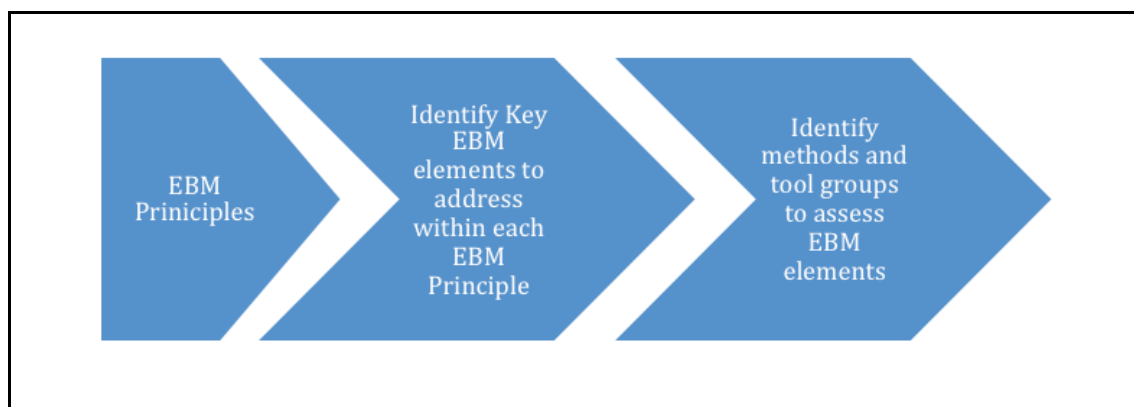 EBM
Priniciples
Identify Key
EBM
elements to
address
within each
EBM
Principle
Identify
methods and
tool groups
to assess
EBM
elements